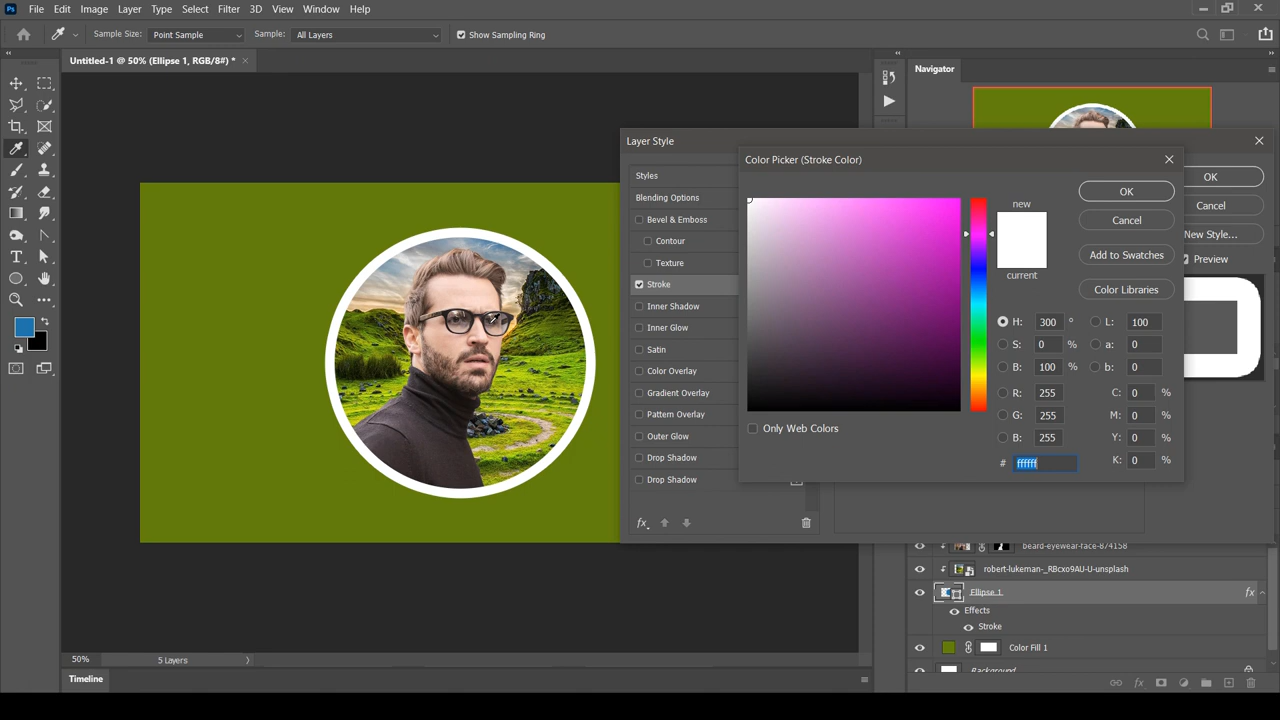 Ps File Edit Image Layer Type Select Filter 3D View Window Help
Sample Size: Point Sample Sample: All Layers Show Sampling Ring
Untitled-1 @ 50% (Ellipse 1, RGB/8#) *
Navigator
Layer Style
Color Picker (Stroke Color)
Styles
Blending Options
Bevel & Emboss
Contour
Texture
Stroke
Inner Shadow
Inner Glow
Satin
Color Overlay
Gradient Overlay
Pattern Overlay
Outer Glow
Drop Shadow
Drop Shadow
fx
new
current
OK
Cancel
Add to Swatches
Color Libraries
H: 300 °
S: 0 %
B: 100 %
R: 255
G: 255
B: 255
# ffffff
L: 100
a: 0
b: 0
C: 0 %
M: 0 %
Y: 0 %
K: 0 %
Only Web Colors
OK
Cancel
New Style...
Preview
beard-eyewear-face-874158
robert-lukeman-_RBcxo9AU-U-unsplash
Ellipse 1 fx
Effects
Stroke
Color Fill 1
Background
fx
50% 5 Layers
Timeline